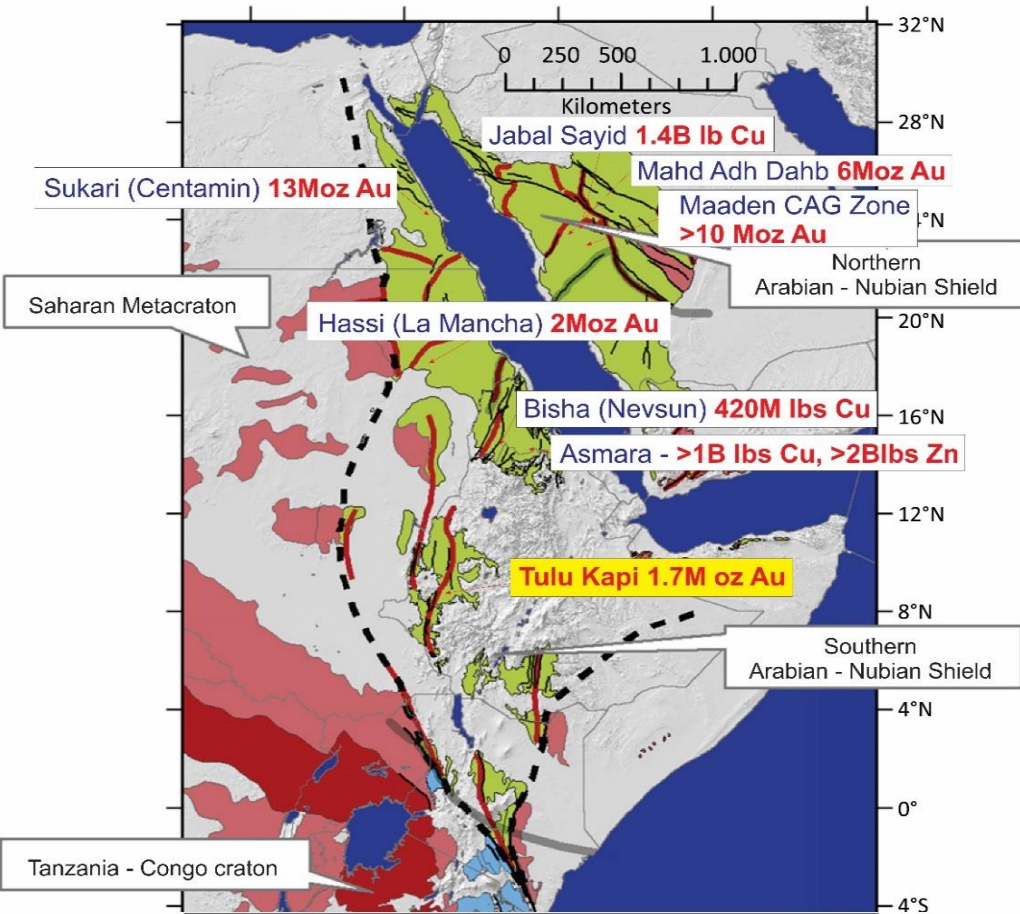 32°N
0 250 500 1.000
Kilometers
28°N
Jabal Sayid 1.4B lb Cu
Mahd Adh Dahb 6Moz Au
Sukari (Centamin) 13Moz Au
Maaden CAG Zone
>10 Moz Au
4°N
Northern
Arabian - Nubian Shield
Saharan Metacraton
Hassi (La Mancha) 2Moz Au
20°N
Bisha (Nevsun) 420M lbs Cu
16°N
Asmara - >1B lbs Cu, >2Blbs Zn
12°N
Tulu Kapi 1.7M oz Au
8°N
Southern
Arabian - Nubian Shield
4°N
0°
Tanzania - Congo craton
4°S